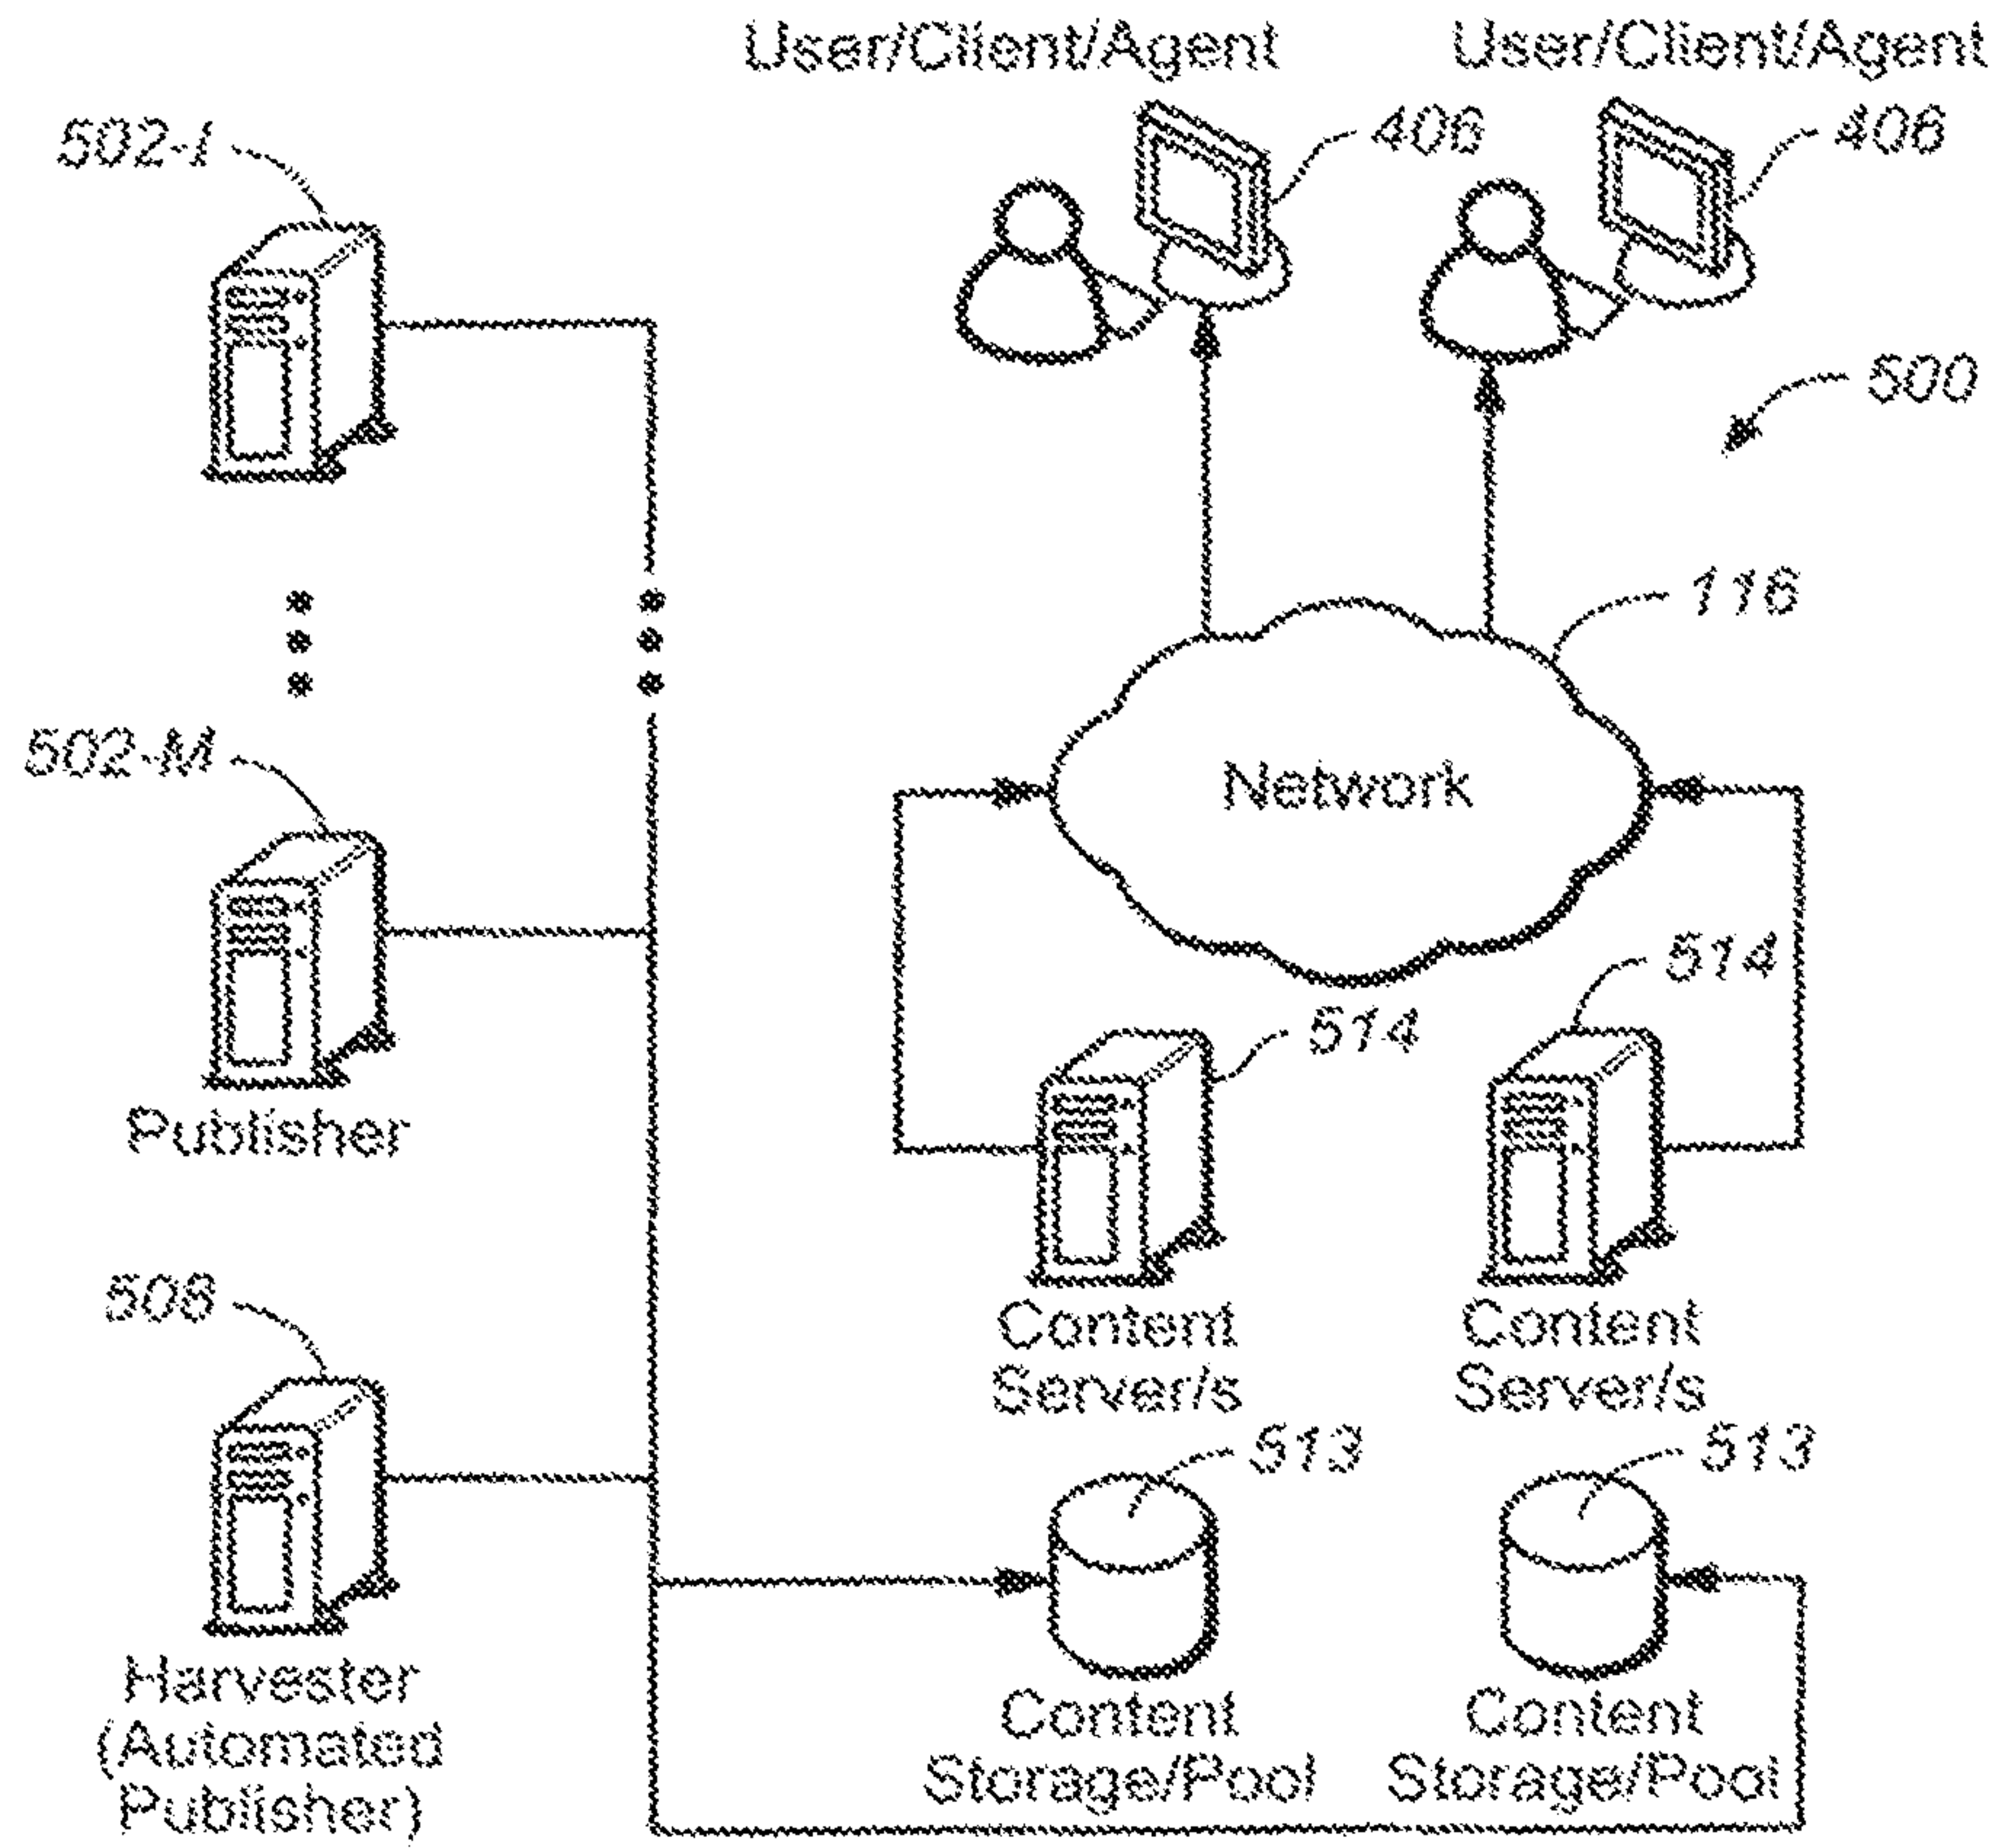 User/Client/Agent User/Client/Agent
502-1 406 406
500
116
502-M
Network
514
514
Publisher
508
Content Content
Server/s Server/s
513 513
Harvester
(Automated
Publisher)
Content Content
Storage/Pool Storage/Pool